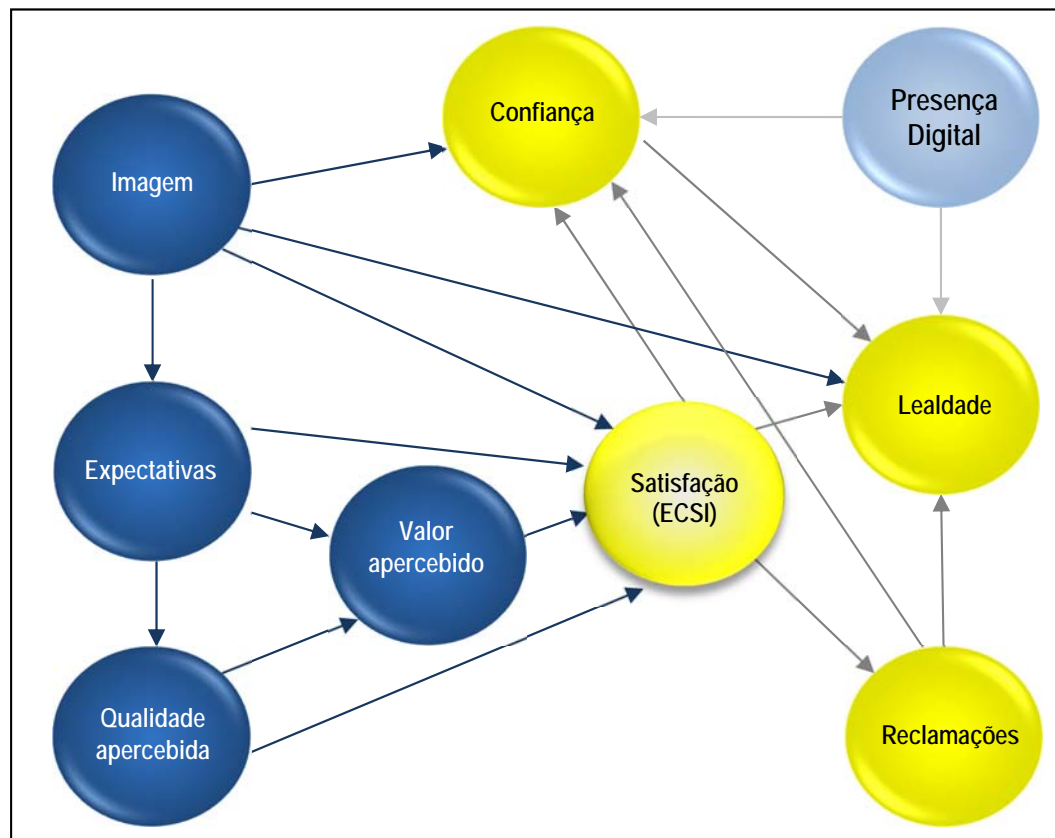 Confiança
Presença
Digital
Imagem
Lealdade
Expectativas
Satisfação
(ECSI)
Valor
apercebido
Qualidade
apercebida
Reclamações